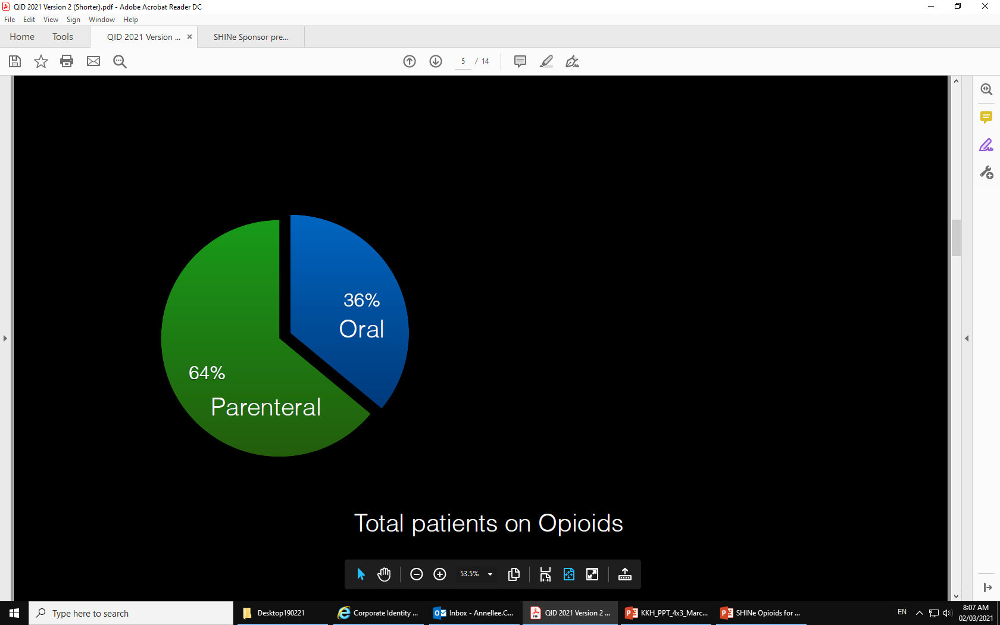 QID 2021 Version 2 (Shorter).pdf - Adobe Acrobat Reader DC
File Edit View Sign Window Help
Home Tools QID 2021 Version ... SHINe Sponsor pre...
5 / 14
36%
Oral
64%
Parenteral
Total patients on Opioids
53.5%
Type here to search
Desktop190221
Corporate Identity ...
Inbox - Annellee.C...
QID 2021 Version 2 ...
KKH_PPT_4x3_Marc...
SHINe Opioids for ...
EN
8:07 AM
02/03/2021